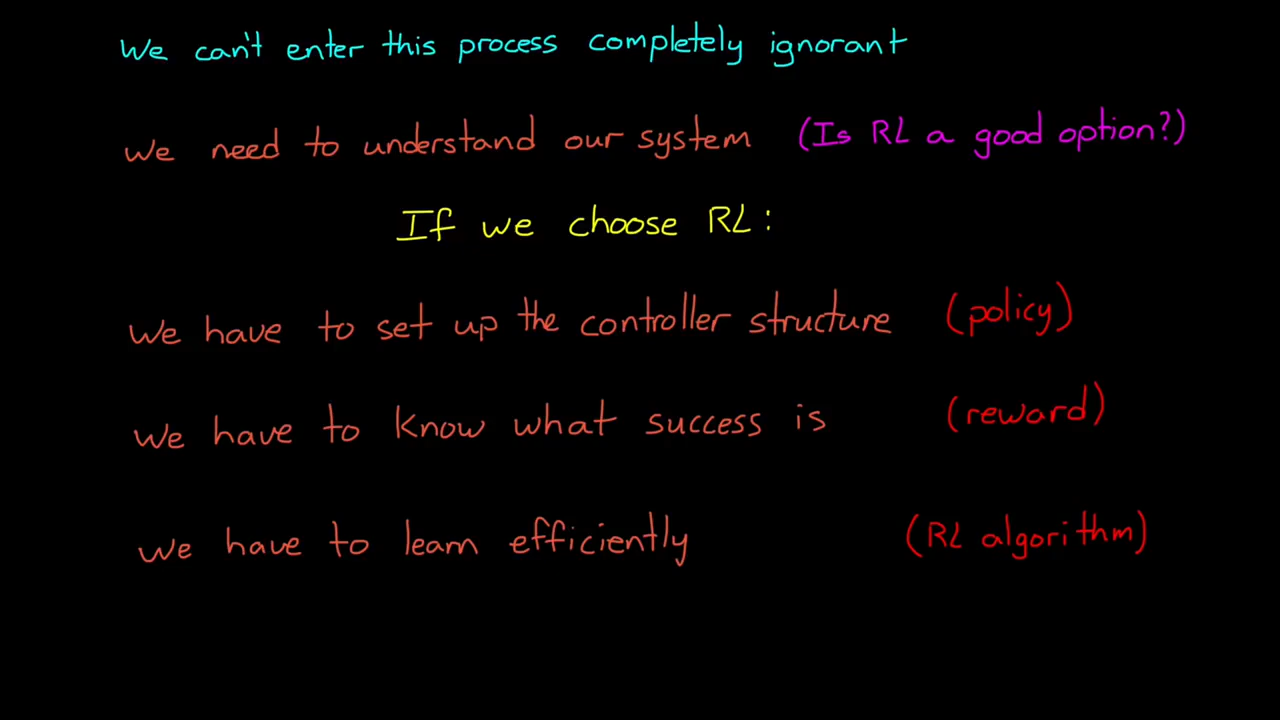 We can't enter this process completely ignorant
we need to understand our system (Is RL a good option?)
If we choose RL:
we have to set up the controller structure (policy)
we have to know what success is (reward)
we have to learn efficiently (RL algorithm)